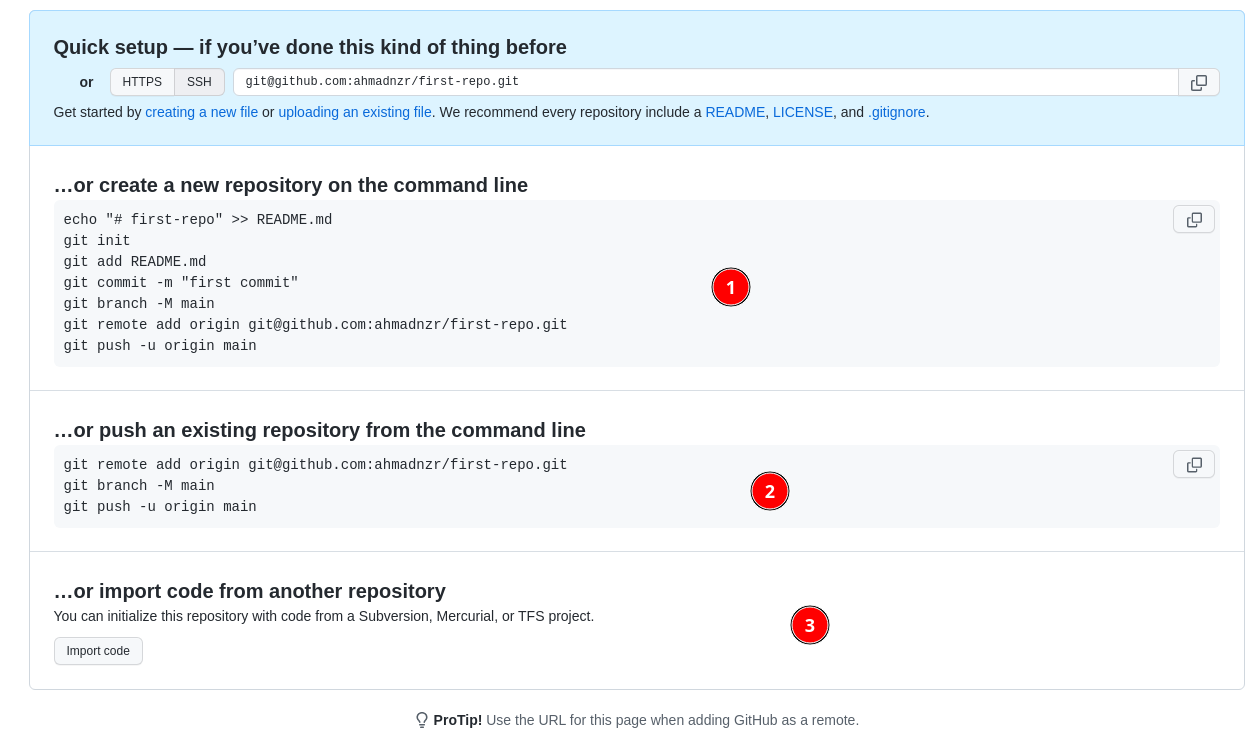 Quick setup — if you’ve done this kind of thing before
or HTTPS SSH git@github.com:ahmadnzr/first-repo.git
Get started by creating a new file or uploading an existing file. We recommend every repository include a README, LICENSE, and .gitignore.
…or create a new repository on the command line
echo "# first-repo" >> README.md
git init
git add README.md
git commit -m "first commit"
1
git branch -M main
git remote add origin git@github.com:ahmadnzr/first-repo.git
git push -u origin main
…or push an existing repository from the command line
git remote add origin git@github.com:ahmadnzr/first-repo.git
git branch -M main
2
git push -u origin main
…or import code from another repository
You can initialize this repository with code from a Subversion, Mercurial, or TFS project.
3
Import code
ProTip! Use the URL for this page when adding GitHub as a remote.